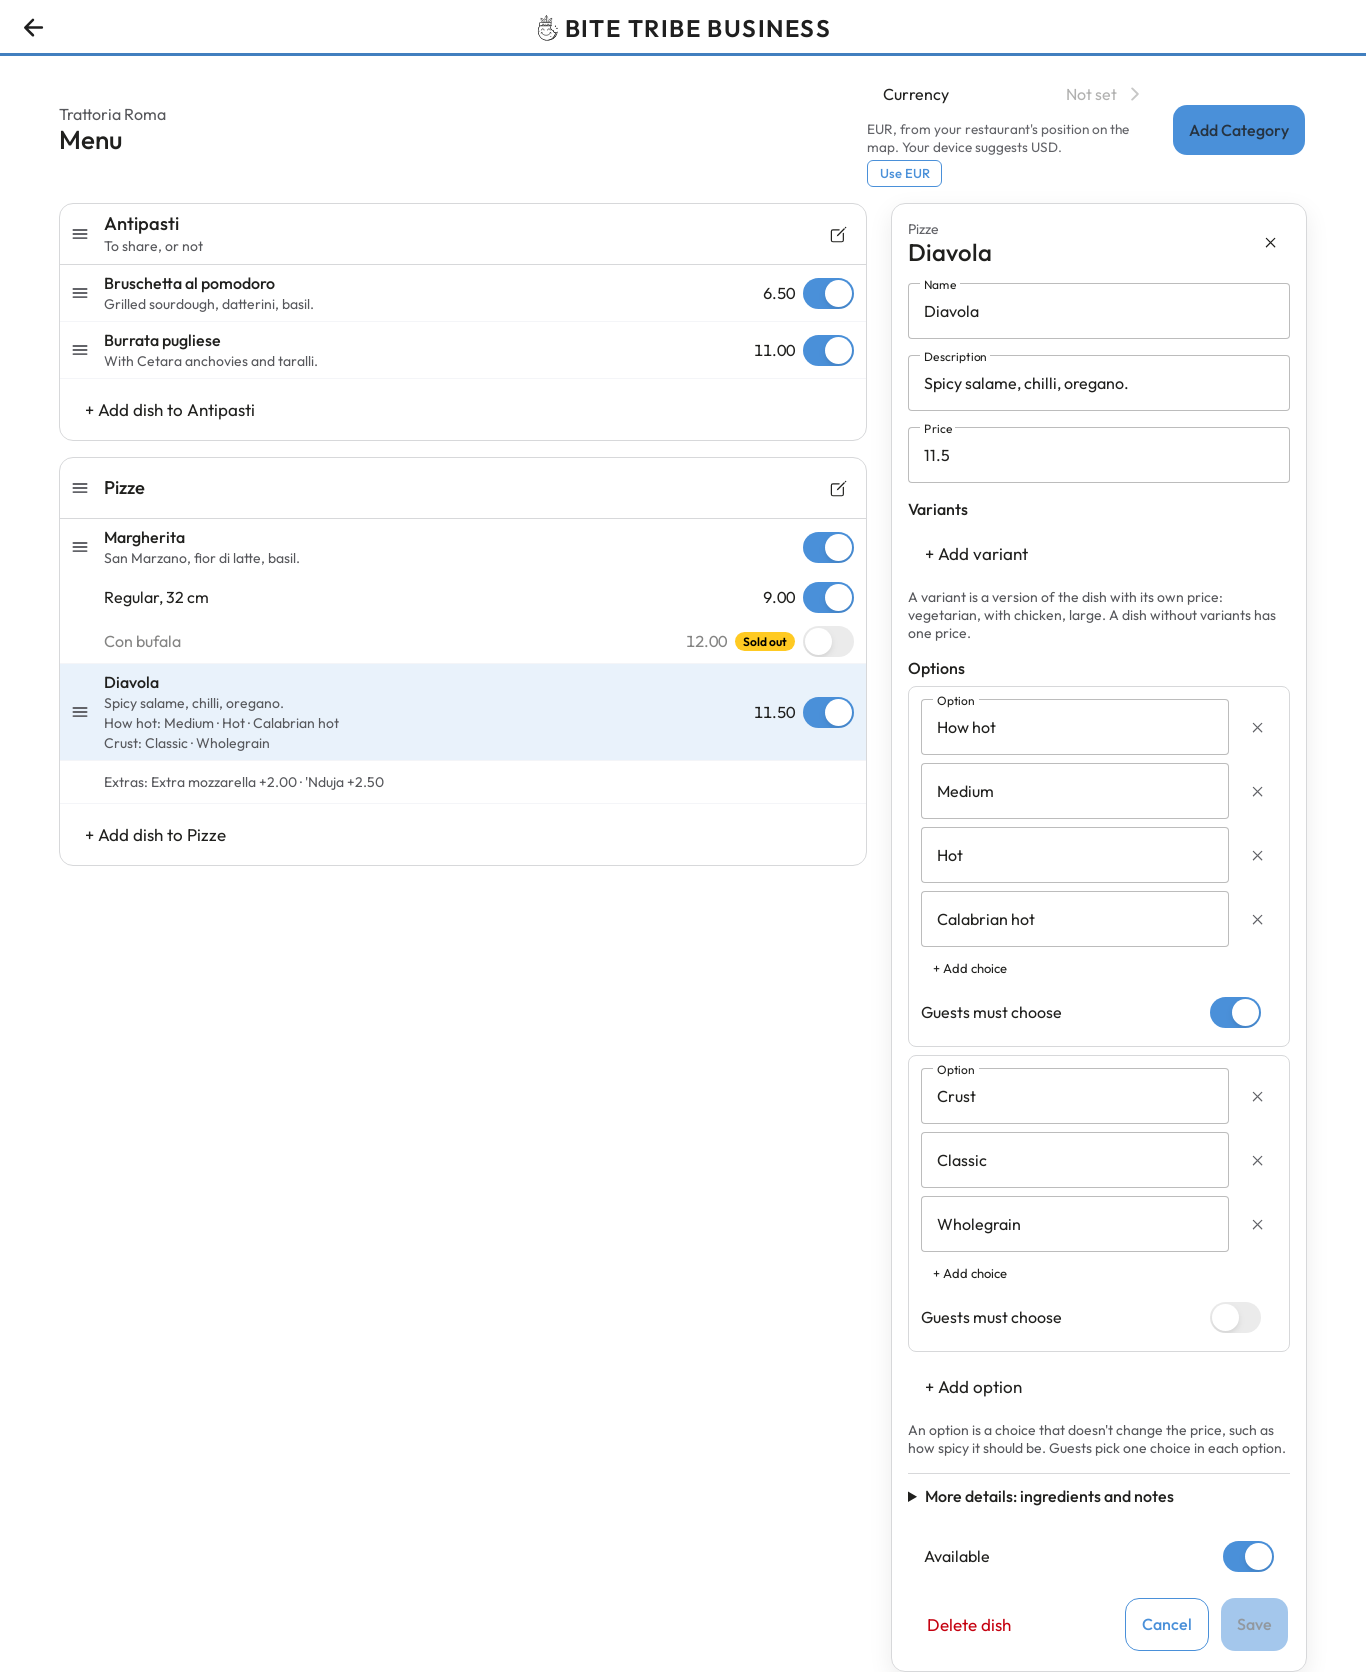 BITE TRIBE BUSINESS
Trattoria Roma
Menu
Currency
Not set
EUR, from your restaurant's position on the
map. Your device suggests USD.
Use EUR
Add Category
Antipasti
To share, or not
Bruschetta al pomodoro
Grilled sourdough, datterini, basil.
6.50
Burrata pugliese
With Cetara anchovies and taralli.
11.00
+ Add dish to Antipasti
Pizze
Margherita
San Marzano, fior di latte, basil.
Regular, 32 cm
9.00
Con bufala
12.00
Sold out
Diavola
Spicy salame, chilli, oregano.
How hot: Medium · Hot · Calabrian hot
Crust: Classic · Wholegrain
11.50
Extras: Extra mozzarella +2.00 · 'Nduja +2.50
+ Add dish to Pizze
Pizze
Diavola
Name
Diavola
Description
Spicy salame, chilli, oregano.
Price
11.5
Variants
+ Add variant
A variant is a version of the dish with its own price:
vegetarian, with chicken, large. A dish without variants has
one price.
Options
Option
How hot
Medium
Hot
Calabrian hot
+ Add choice
Guests must choose
Option
Crust
Classic
Wholegrain
+ Add choice
Guests must choose
+ Add option
An option is a choice that doesn't change the price, such as
how spicy it should be. Guests pick one choice in each option.
More details: ingredients and notes
Available
Delete dish
Cancel
Save